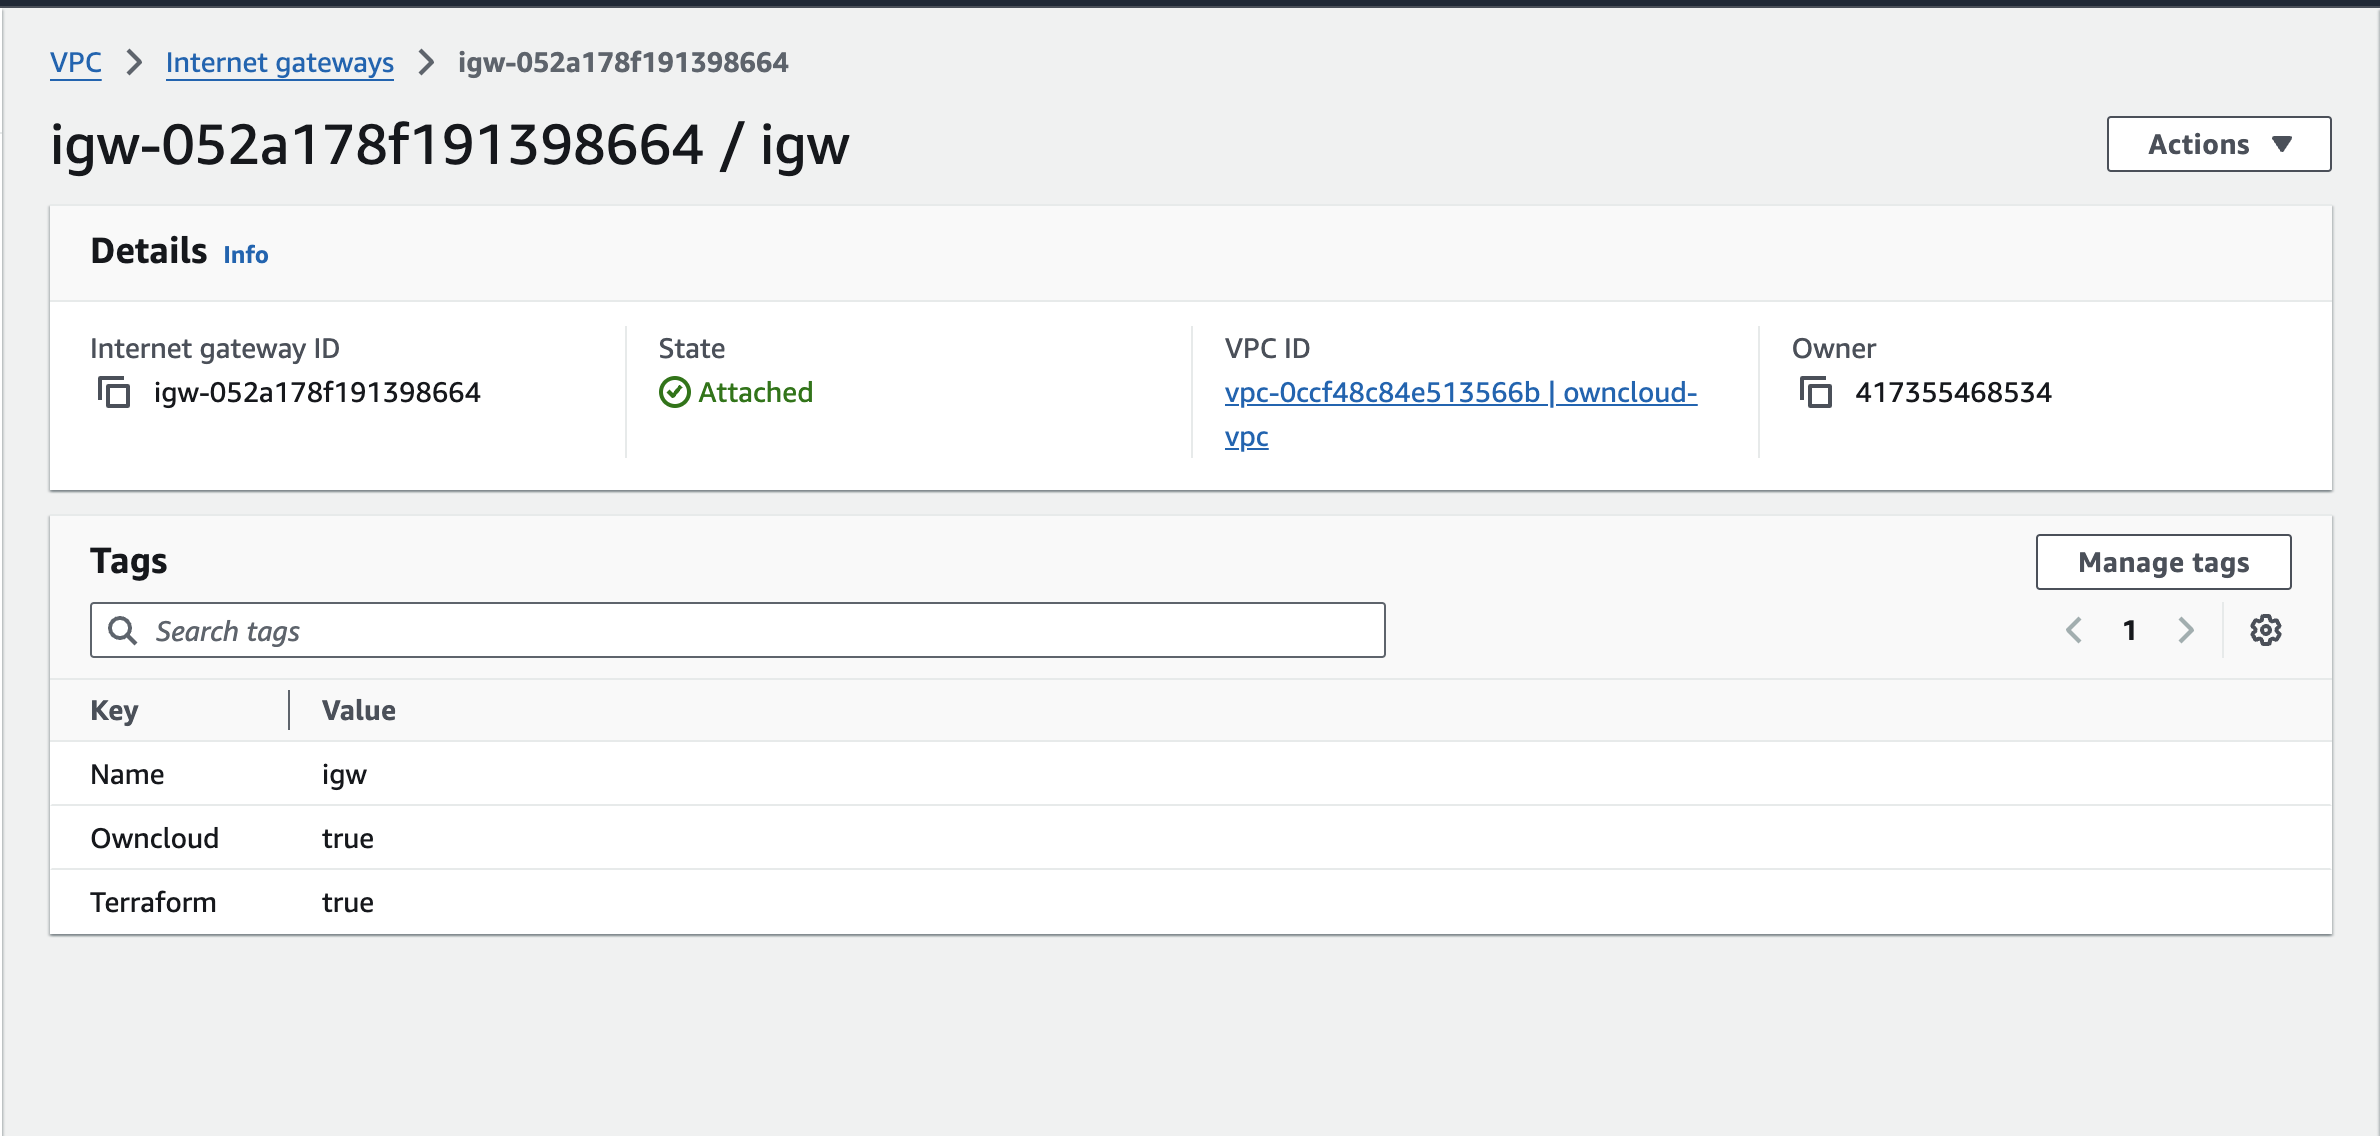 VPC > Internet gateways > igw-052a178f191398664
igw-052a178f191398664 / igw
Actions
Details Info
Internet gateway ID
igw-052a178f191398664
State
Attached
VPC ID
vpc-0ccf48c84e513566b | owncloud-
vpc
Owner
417355468534
Tags
Manage tags
Search tags
1
Key Value
Name igw
Owncloud true
Terraform true